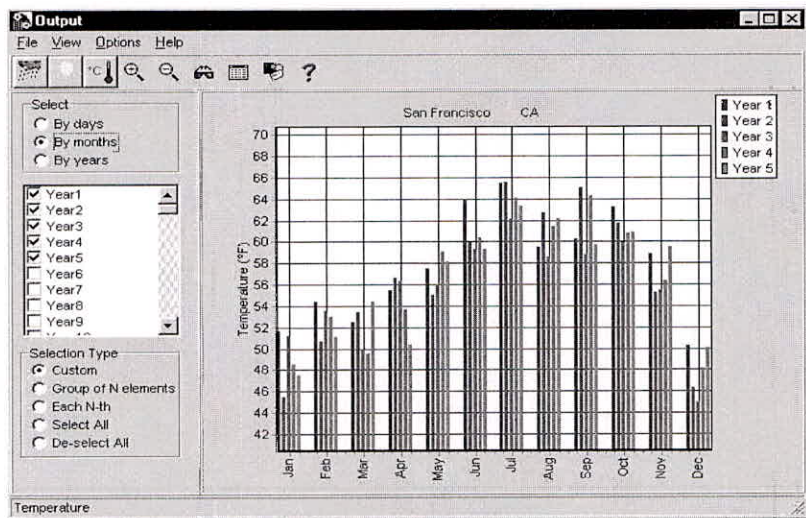 Output
File View Options Help
°C
?
Select
By days
By months
By years
Year1
Year2
Year3
Year4
Year5
Year6
Year7
Year8
Year9
Selection Type
Custom
Group of N elements
Each N-th
Select All
De-select All
San Francisco CA
Temperature (°F)
70
68
66
64
62
60
58
56
54
52
50
48
46
44
42
Jan Feb Mar Apr May Jun Jul Aug Sep Oct Nov Dec
Year 1
Year 2
Year 3
Year 4
Year 5
Temperature